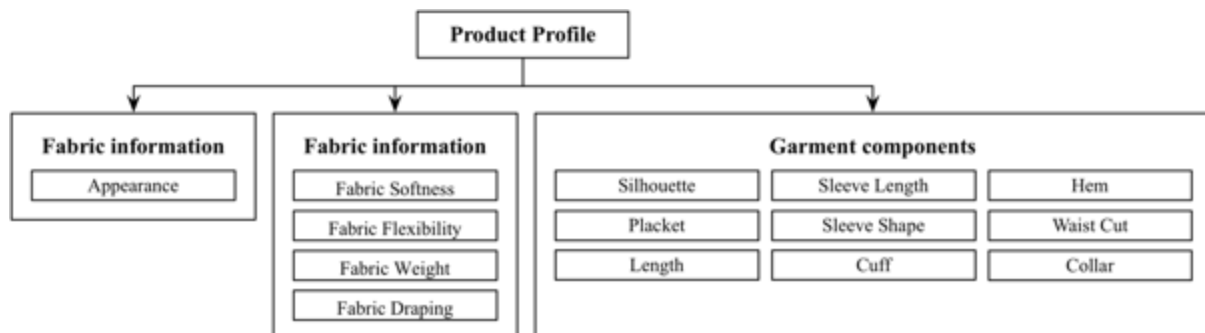 Product Profile
Fabric information
Appearance
Fabric information
Fabric Softness
Fabric Flexibility
Fabric Weight
Fabric Draping
Garment components
Silhouette
Sleeve Length
Hem
Placket
Sleeve Shape
Waist Cut
Length
Cuff
Collar